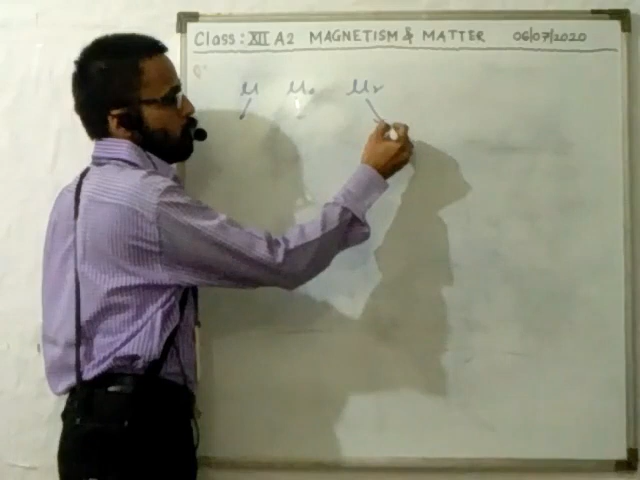 Class: XII A2 MAGNETISM & MATTER 06/07/2020
μ μ₀ μr